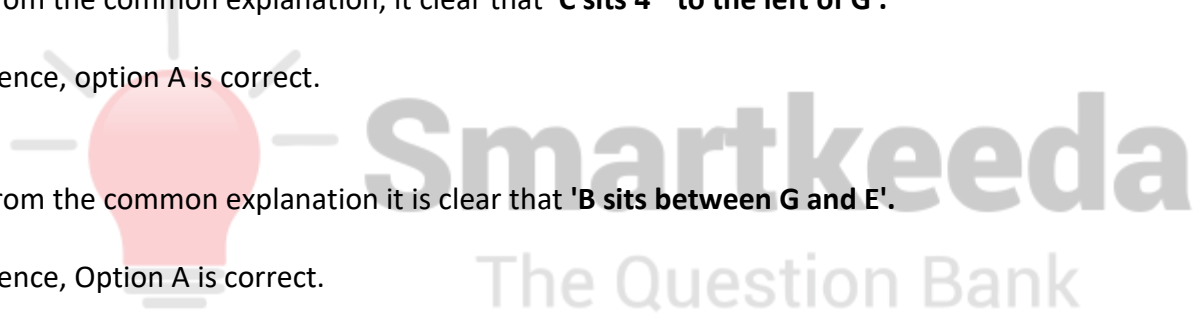 rom the common explanation, it clear that 'C sits 4 to the left of G'.
ence, option A is correct.
Smartkeeda
rom the common explanation it is clear that 'B sits between G and E'.
The Question Bank
ence, Option A is correct.